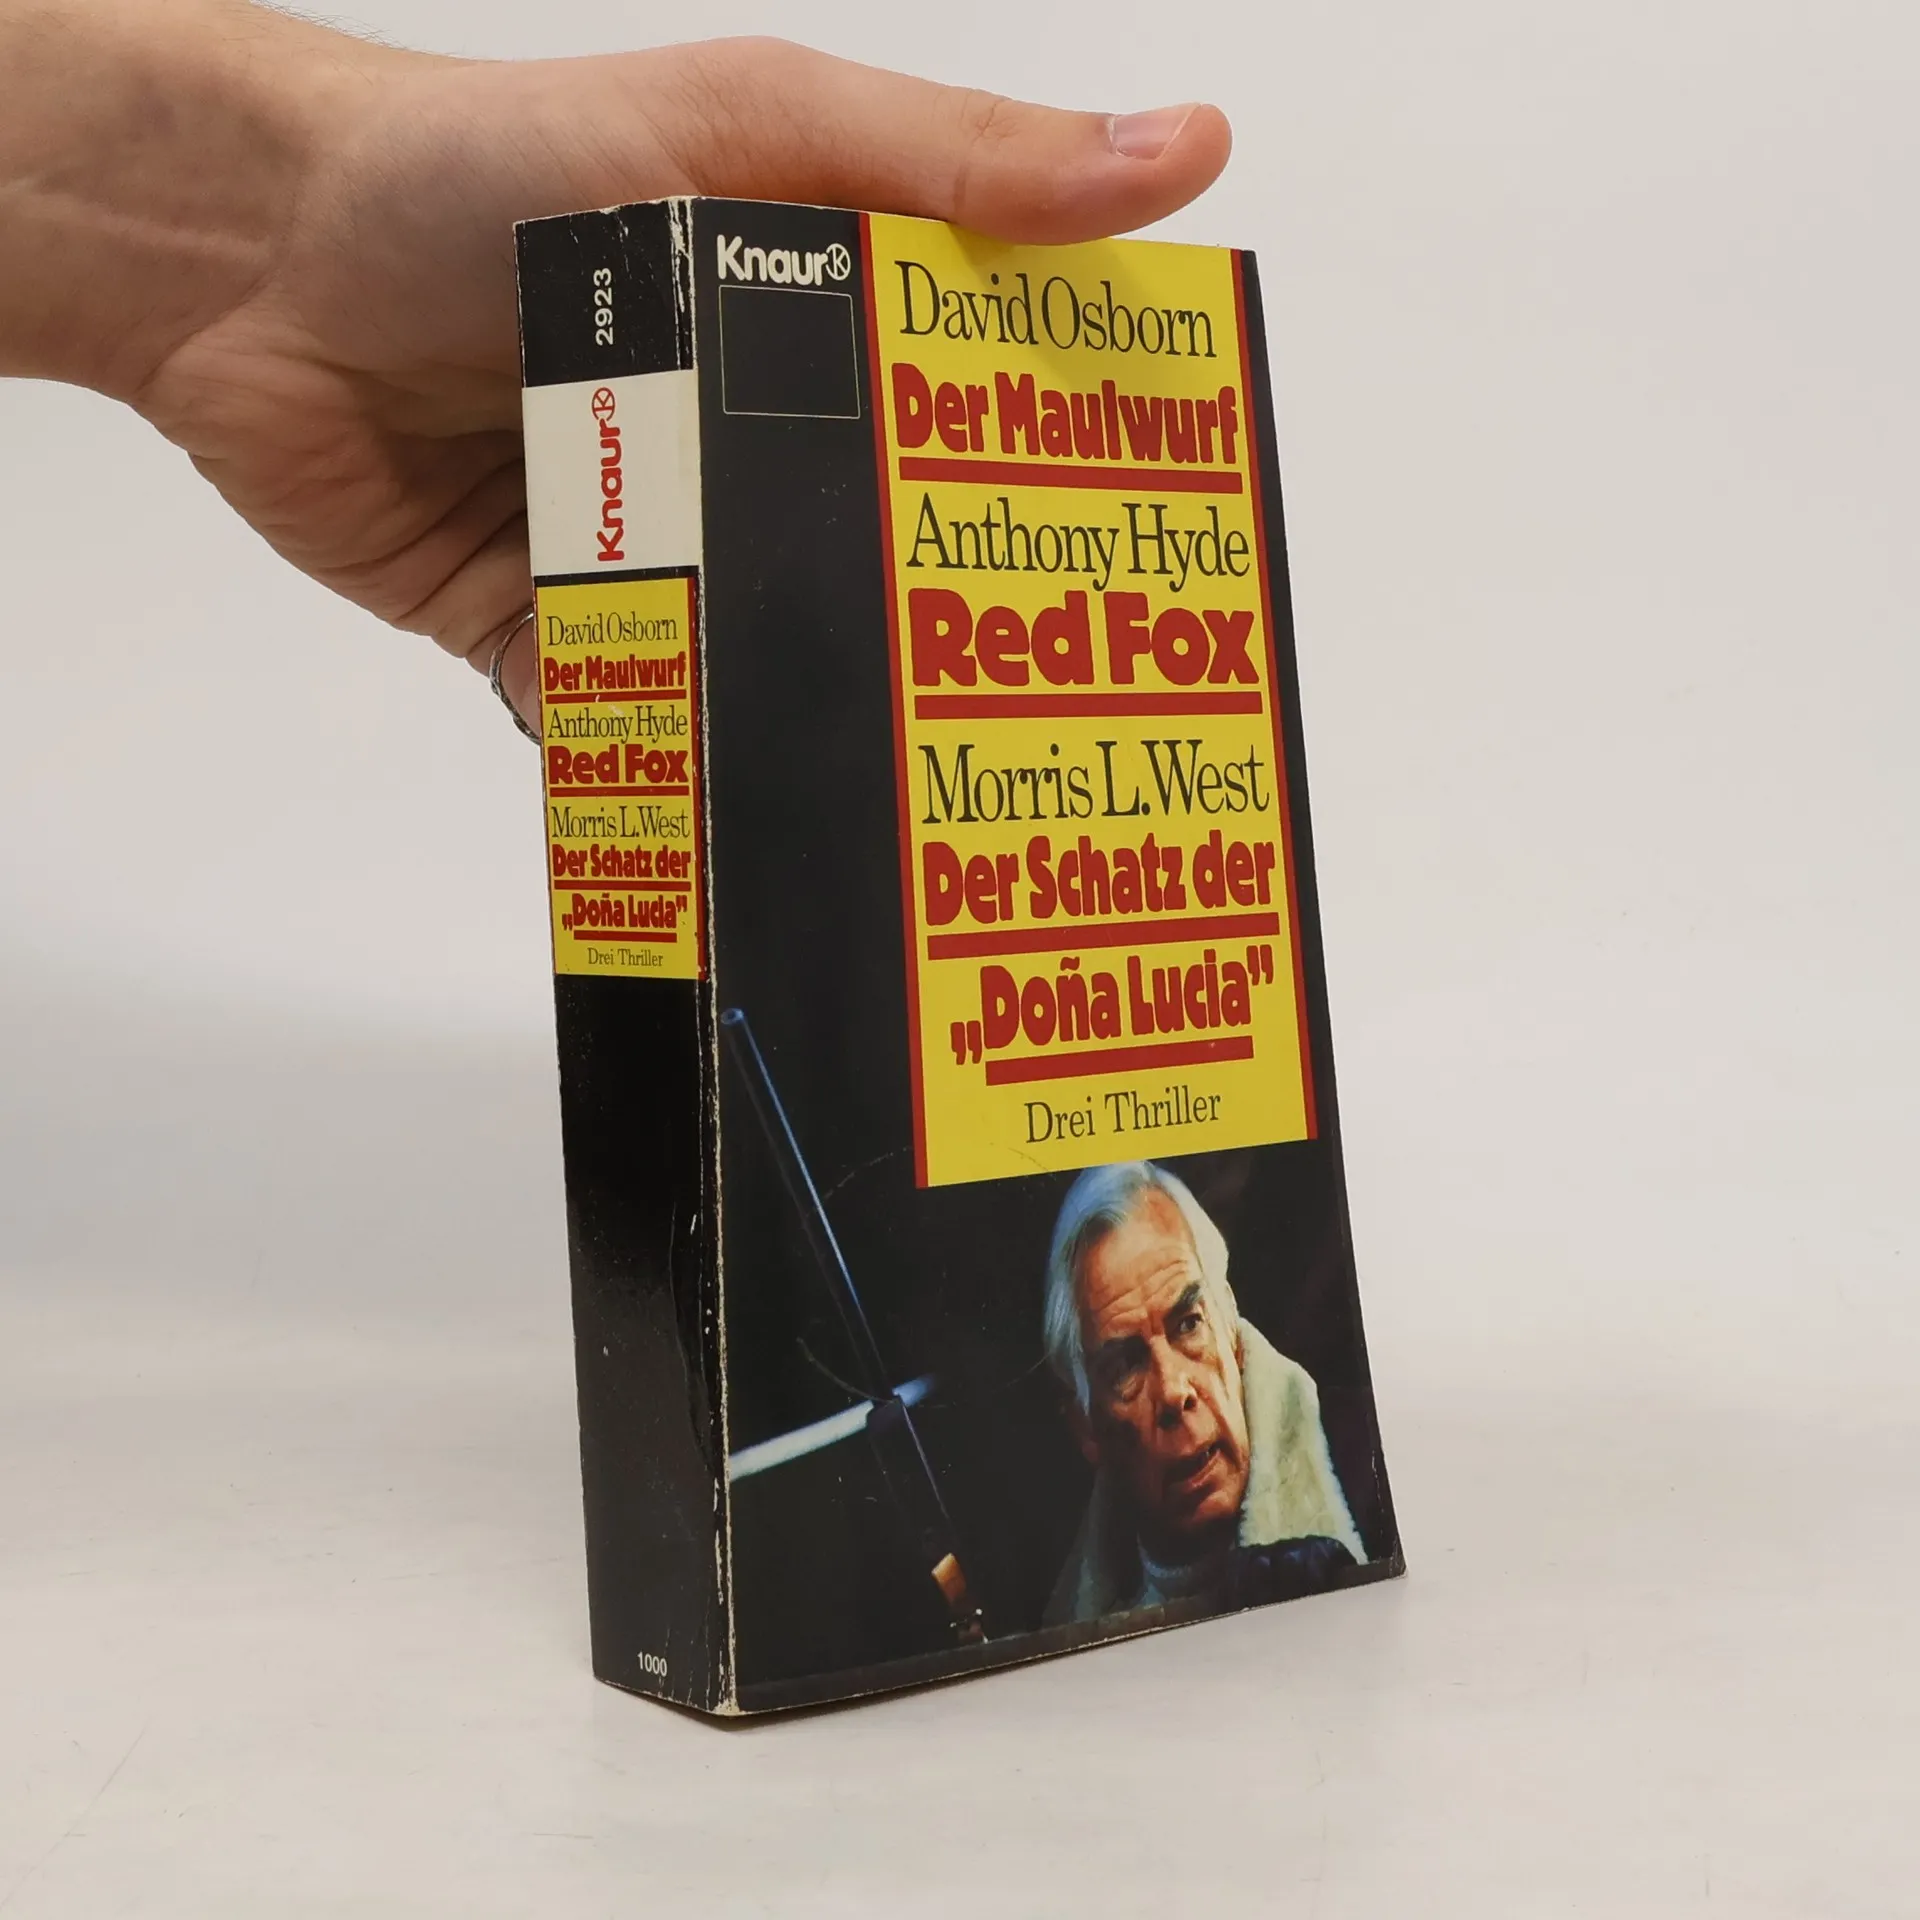 2923
Knaur
David Osborn
Der Maulwurf
Anthony Hyde
Red Fox
Morris L. West
Der Schatz der
„Doña Lucia”
Drei Thriller
1000
Knaur
David Osborn
Der Maulwurf
Anthony Hyde
Red Fox
Morris L. West
Der Schatz der
„Doña Lucia”
Drei Thriller